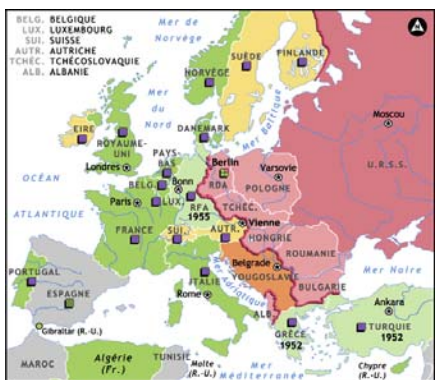 BELG. BELGIQUE
LUX. LUXEMBOURG
SUI. SUISSE
AUTR. AUTRICHE
TCHÉC. TCHÉCOSLOVAQUIE
ALB. ALBANIE
Mer de
Norvège
SUÈDE
FINLANDE
NORVÈGE
Mer
du
Nord
Mer Baltique
EIRE
ROYAUME-
UNI
DANEMARK
Moscou
U.R.S.S.
Londres
PAYS-
BAS
Berlin
RDA
Varsovie
POLOGNE
OCÉAN
ATLANTIQUE
BELG.
Bonn
Paris
LUX.
RFA
1955
TCHÉC.
FRANCE
SUI.
AUTR.
Vienne
HONGRIE
Belgrade
ROUMANIE
YOUGOSLAVIE
BULGARIE
Mer Noire
PORTUGAL
ESPAGNE
ITALIE
Rome
Mer Adriatique
ALB.
Ankara
TURQUIE
1952
GRÈCE
1952
Gibraltar (R.-U.)
MAROC
Algérie
(Fr.)
TUNISIE
Malte
(R.-U.)
Mer
Méditerranée
Chypre
(R.-U.)